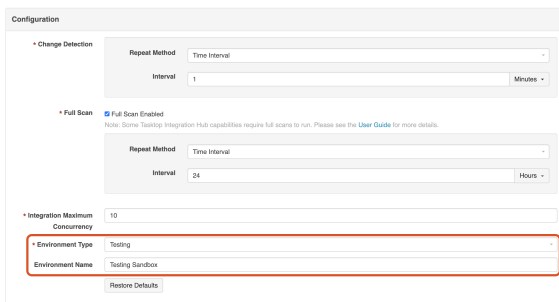 Configuration
* Change Detection
Repeat Method
Time Interval
Interval
1
Minutes
* Full Scan
Full Scan Enabled
Note: Some Tasktop Integration Hub capabilities require full scans to run. Please see the User Guide for more details.
Repeat Method
Time Interval
Interval
24
Hours
* Integration Maximum
Concurrency
10
* Environment Type
Testing
Environment Name
Testing Sandbox
Restore Defaults